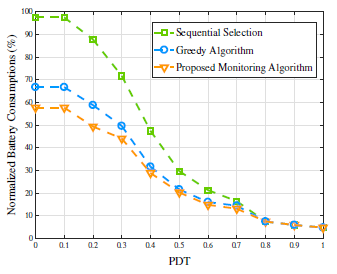 100
90
80
70
60
50
40
30
20
10
0
Normalized Battery Consumptions (%)
Sequential Selection
Greedy Algorithm
Proposed Monitoring Algorithm
0 0.1 0.2 0.3 0.4 0.5 0.6 0.7 0.8 0.9 1
PDT